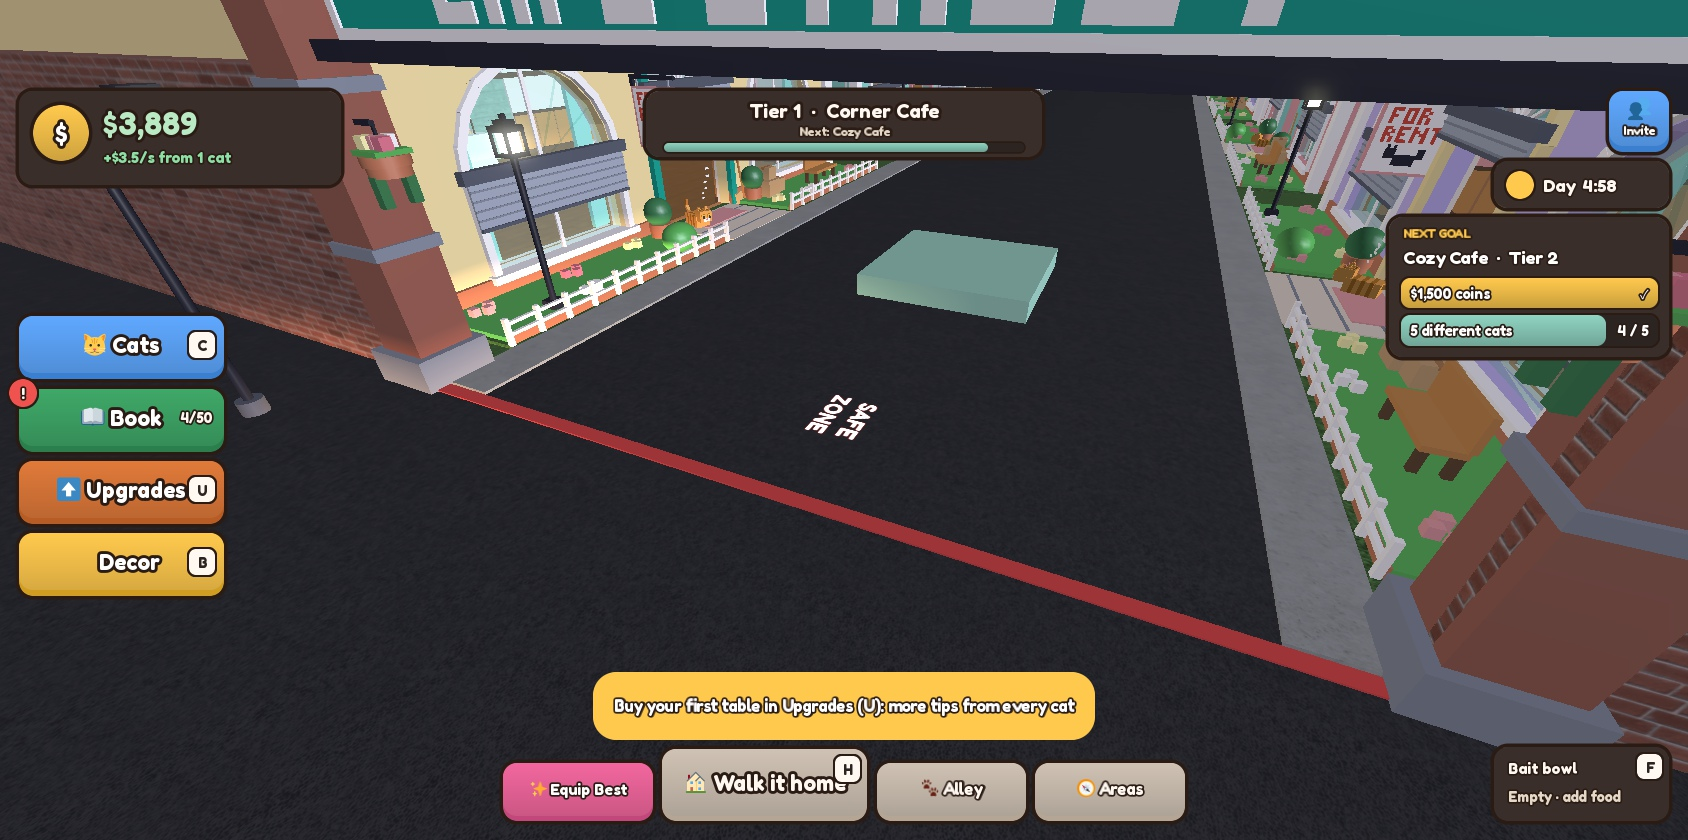 $3,889
+$3.5/s from 1 cat
Tier 1 · Corner Cafe
Next: Cozy Cafe
Invite
Day 4:58
NEXT GOAL
Cozy Cafe · Tier 2
$1,500 coins ✓
5 different cats 4 / 5
FOR
RENT
Cats C
! Book 4/50
Upgrades U
Decor B
SAFE
ZONE
Buy your first table in Upgrades (U): more tips from every cat
Equip Best
Walk it home H
Alley
Areas
Bait bowl F
Empty · add food